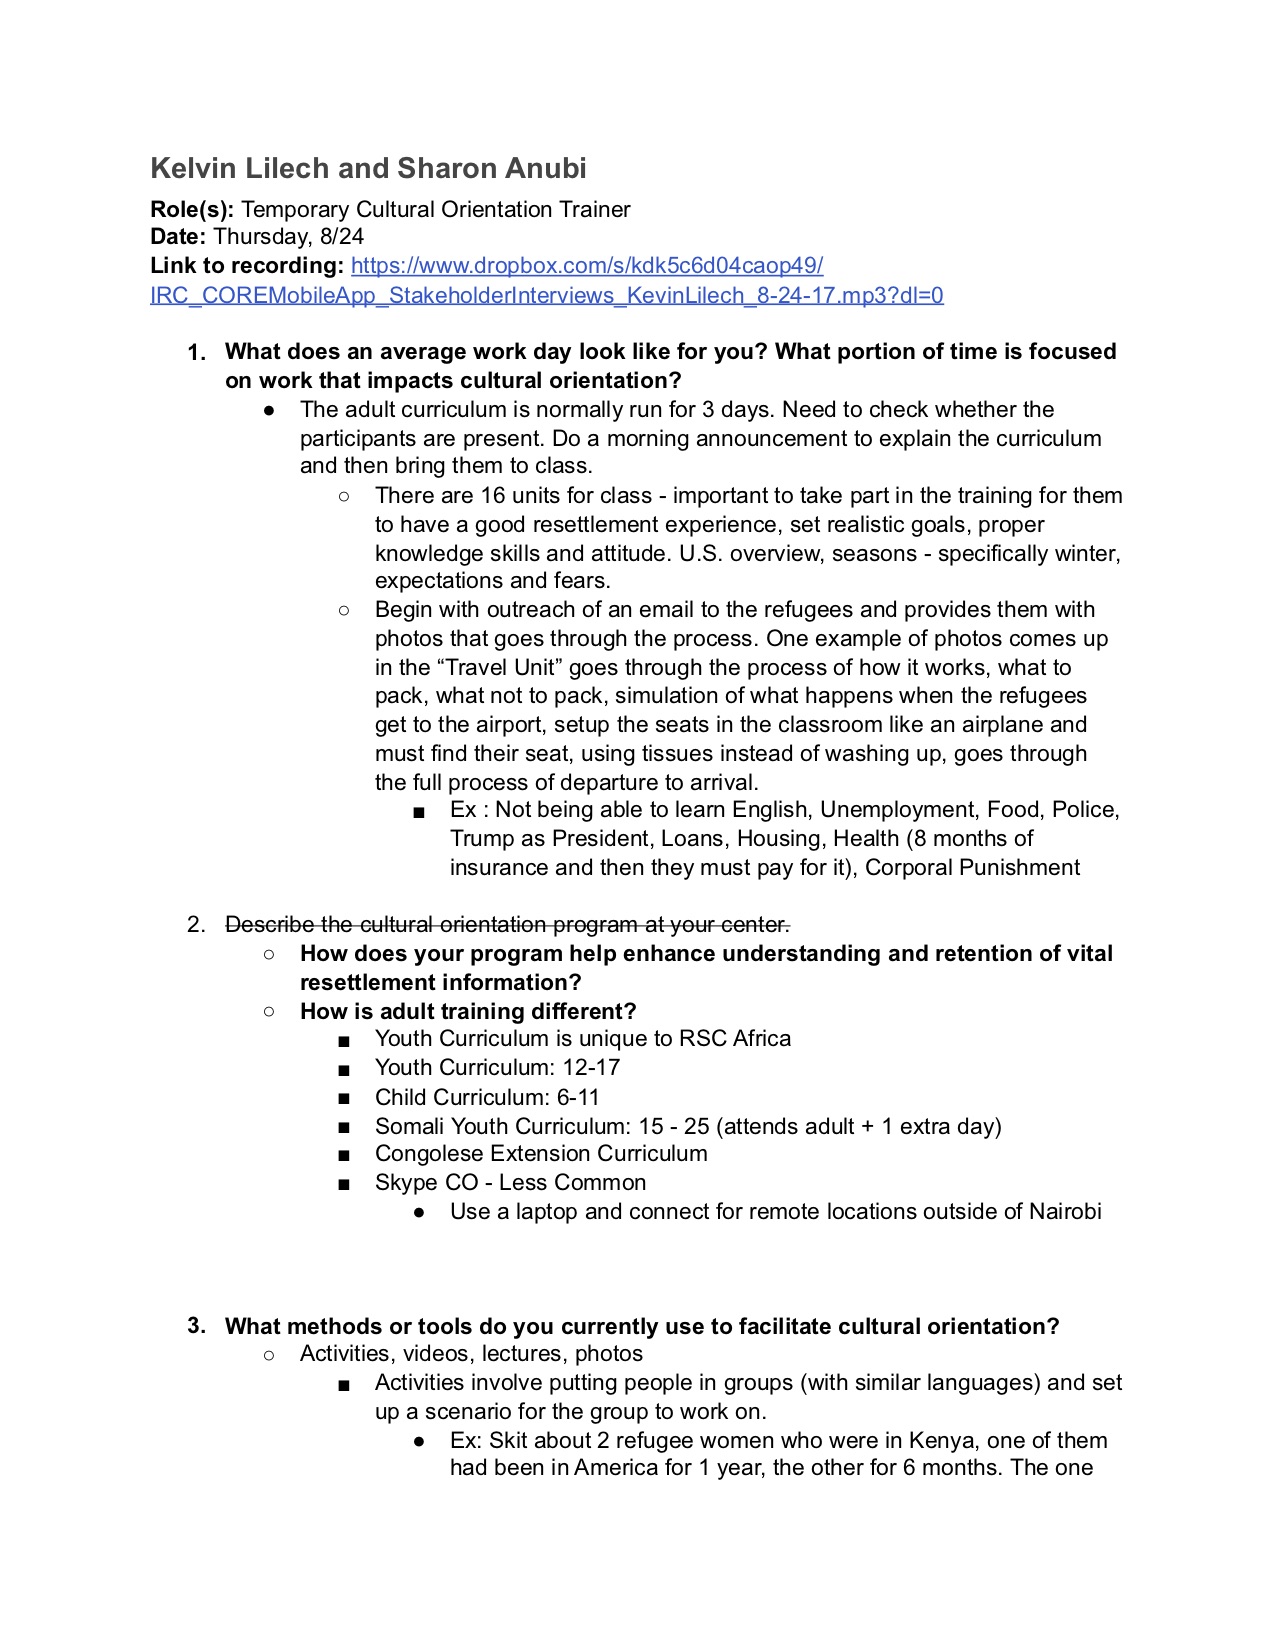 Kelvin Lilech and Sharon Anubi
Role(s): Temporary Cultural Orientation Trainer
Date: Thursday, 8/24
Link to recording: https://www.dropbox.com/s/kdk5c6d04caop49/
IRC_COREMobileApp_StakeholderInterviews_KevinLilech_8-24-17.mp3?dl=0
1. What does an average work day look like for you? What portion of time is focused
on work that impacts cultural orientation?
● The adult curriculum is normally run for 3 days. Need to check whether the
participants are present. Do a morning announcement to explain the curriculum
and then bring them to class.
○ There are 16 units for class - important to take part in the training for them
to have a good resettlement experience, set realistic goals, proper
knowledge skills and attitude. U.S. overview, seasons - specifically winter,
expectations and fears.
○ Begin with outreach of an email to the refugees and provides them with
photos that goes through the process. One example of photos comes up
in the “Travel Unit” goes through the process of how it works, what to
pack, what not to pack, simulation of what happens when the refugees
get to the airport, setup the seats in the classroom like an airplane and
must find their seat, using tissues instead of washing up, goes through
the full process of departure to arrival.
■ Ex : Not being able to learn English, Unemployment, Food, Police,
Trump as President, Loans, Housing, Health (8 months of
insurance and then they must pay for it), Corporal Punishment
2. Describe the cultural orientation program at your center.
○ How does your program help enhance understanding and retention of vital
resettlement information?
○ How is adult training different?
■ Youth Curriculum is unique to RSC Africa
■ Youth Curriculum: 12-17
■ Child Curriculum: 6-11
■ Somali Youth Curriculum: 15 - 25 (attends adult + 1 extra day)
■ Congolese Extension Curriculum
■ Skype CO - Less Common
● Use a laptop and connect for remote locations outside of Nairobi
3. What methods or tools do you currently use to facilitate cultural orientation?
○ Activities, videos, lectures, photos
■ Activities involve putting people in groups (with similar languages) and set
up a scenario for the group to work on.
● Ex: Skit about 2 refugee women who were in Kenya, one of them
had been in America for 1 year, the other for 6 months. The one